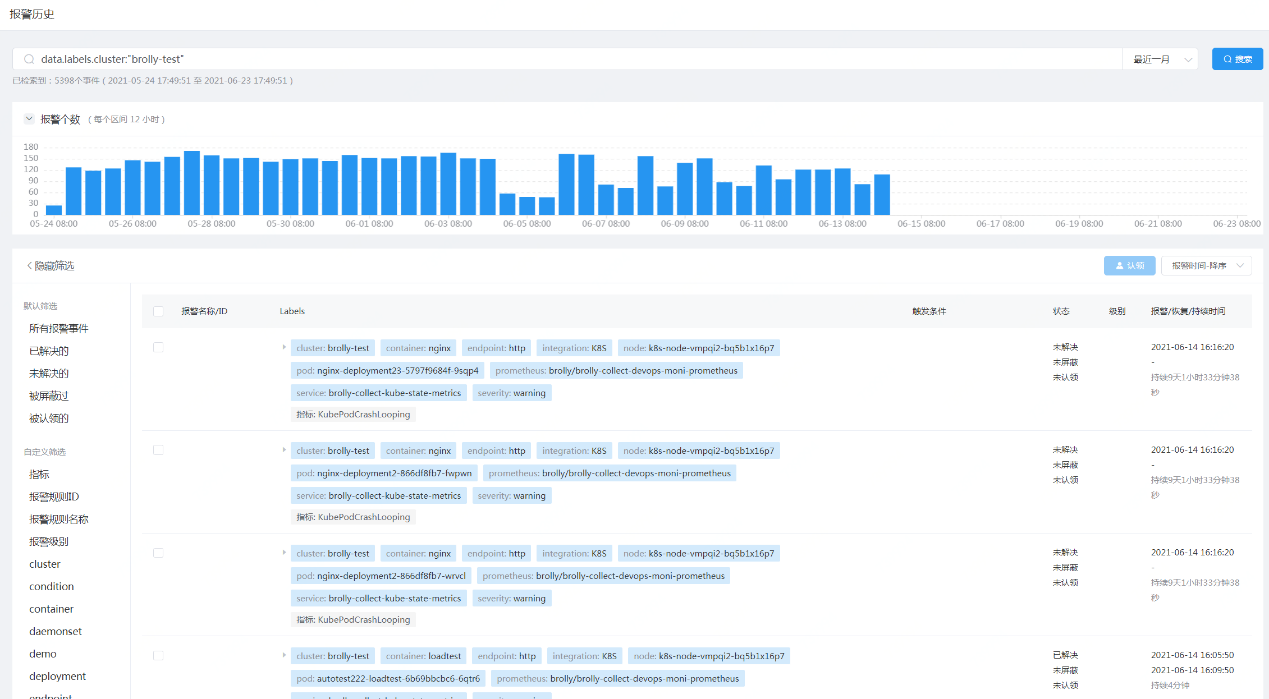 报警历史
data.labels.cluster:"brolly-test"
最近一月
搜索
已检索到：5398个事件 ( 2021-05-24 17:49:51 至 2021-06-23 17:49:51 )
报警个数 ( 每个区间 12 小时 )
180
150
120
90
60
30
0
05-24 08:00 05-26 08:00 05-28 08:00 05-30 08:00 06-01 08:00 06-03 08:00 06-05 08:00 06-07 08:00 06-09 08:00 06-11 08:00 06-13 08:00 06-15 08:00 06-17 08:00 06-19 08:00 06-21 08:00 06-23 08:00
隐藏筛选
认领
报警时间-降序
默认筛选
所有报警事件
已解决的
未解决的
被屏蔽过
被认领的
自定义筛选
指标
报警规则ID
报警规则名称
报警级别
cluster
condition
container
daemonset
demo
deployment
endpoint
报警名称/ID Labels 触发条件 状态 级别 报警/恢复/持续时间
cluster: brolly-test container: nginx endpoint: http integration: K8S node: k8s-node-vmpqi2-bq5b1x16p7
pod: nginx-deployment23-5797f9684f-9sqp4 prometheus: brolly/brolly-collect-devops-moni-prometheus
service: brolly-collect-kube-state-metrics severity: warning
指标: KubePodCrashLooping
未解决
未屏蔽
未认领
2021-06-14 16:16:20
-
持续9天1小时33分钟38
秒
cluster: brolly-test container: nginx endpoint: http integration: K8S node: k8s-node-vmpqi2-bq5b1x16p7
pod: nginx-deployment2-866df8fb7-fwpwn prometheus: brolly/brolly-collect-devops-moni-prometheus
service: brolly-collect-kube-state-metrics severity: warning
指标: KubePodCrashLooping
未解决
未屏蔽
未认领
2021-06-14 16:16:20
-
持续9天1小时33分钟38
秒
cluster: brolly-test container: nginx endpoint: http integration: K8S node: k8s-node-vmpqi2-bq5b1x16p7
pod: nginx-deployment2-866df8fb7-wrvcl prometheus: brolly/brolly-collect-devops-moni-prometheus
service: brolly-collect-kube-state-metrics severity: warning
指标: KubePodCrashLooping
未解决
未屏蔽
未认领
2021-06-14 16:16:20
-
持续9天1小时33分钟38
秒
cluster: brolly-test container: loadtest endpoint: http integration: K8S node: k8s-node-vmpqi2-bq5b1x16p7
pod: autotest222-loadtest-6b69bbcbc6-6qtr6 prometheus: brolly/brolly-collect-devops-moni-prometheus
已解决
未屏蔽
未认领
2021-06-14 16:05:50
2021-06-14 16:09:50
持续4分钟